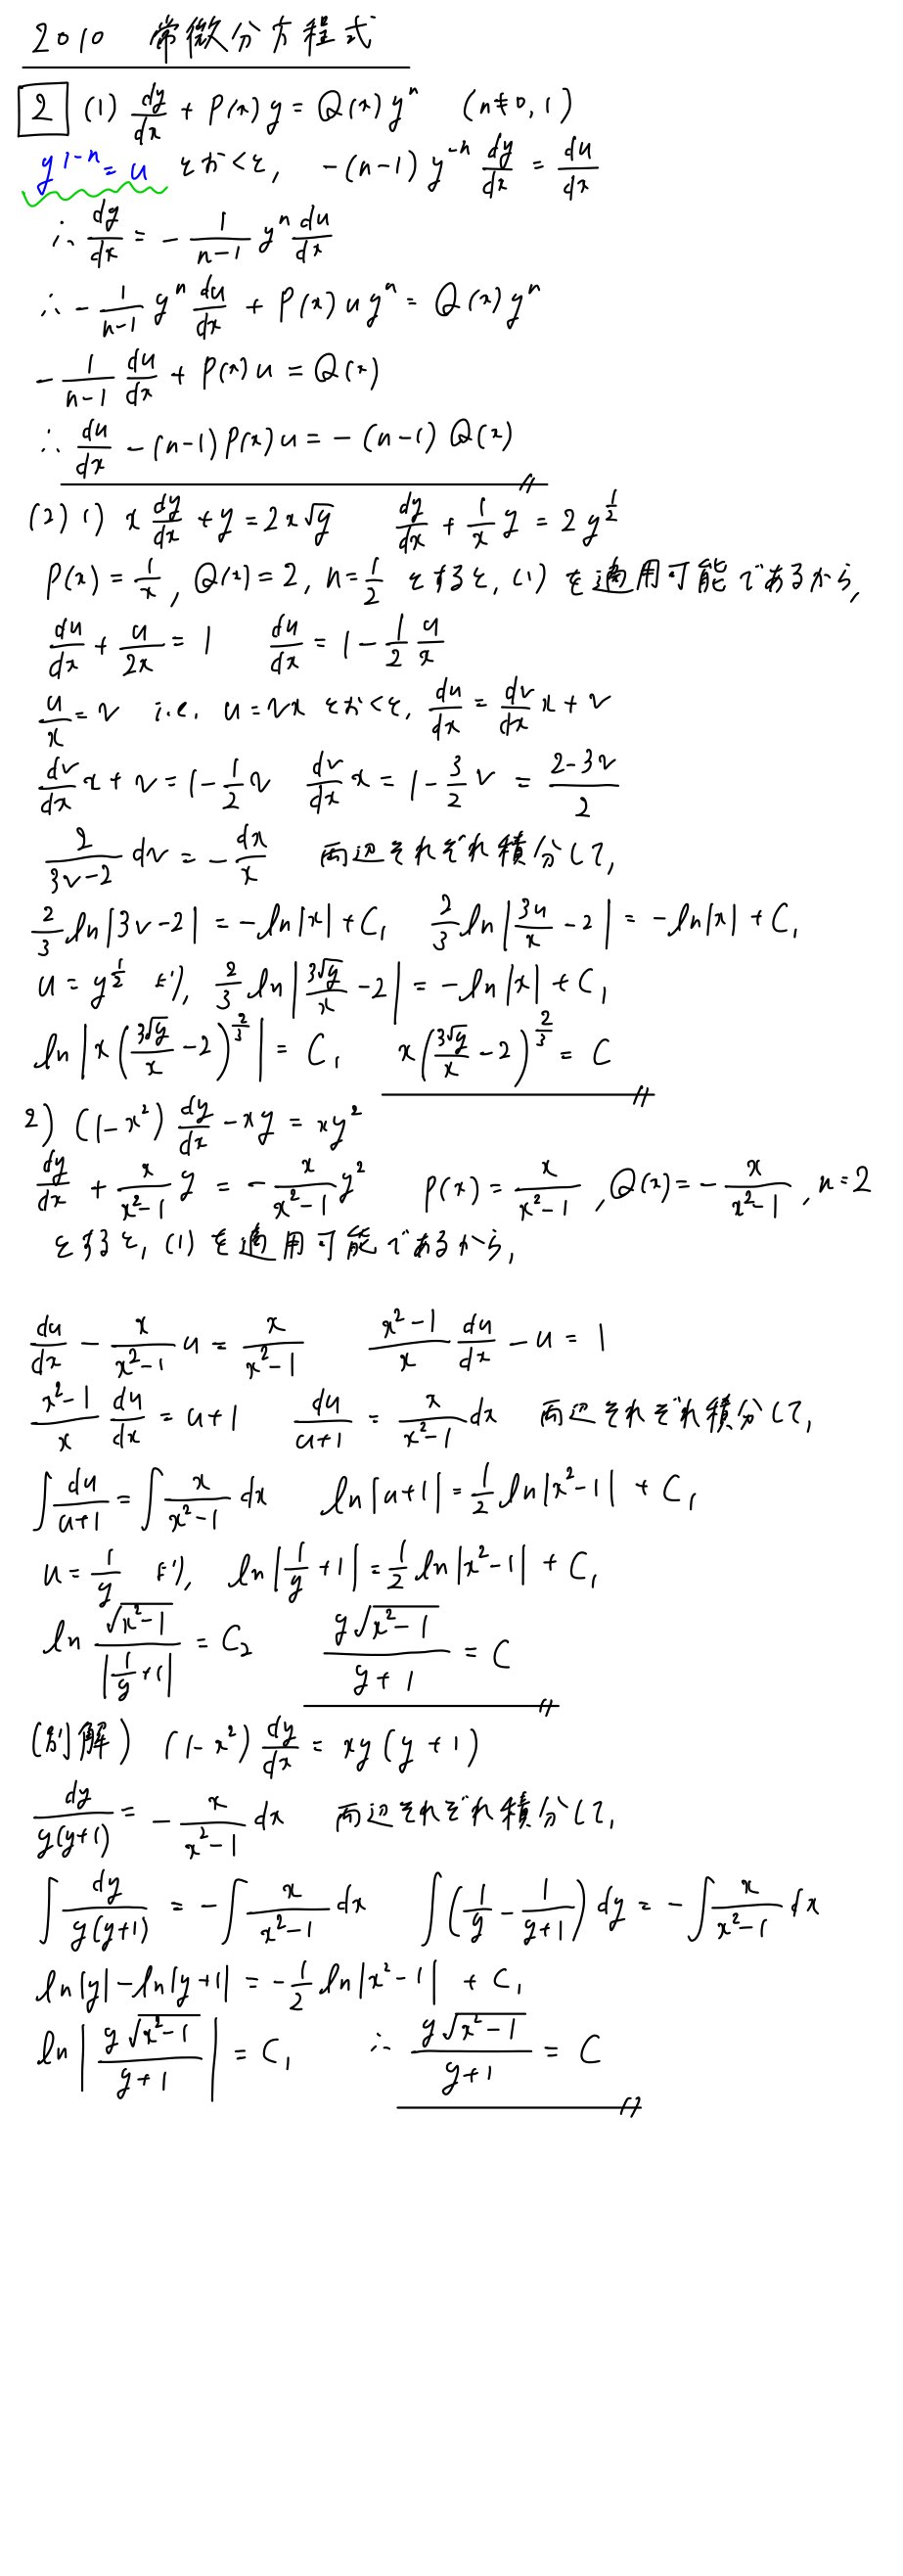 2010 常微分方程式
2 (1) dy/dx + P(x)y = Q(x)y^n (n≠0, 1)
y^{1-n} = u とおくと, -(n-1)y^{-n} dy/dx = du/dx
∴ dy/dx = - 1/(n-1) y^n du/dx
∴ - 1/(n-1) y^n du/dx + P(x)uy^n = Q(x)y^n
- 1/(n-1) du/dx + P(x)u = Q(x)
∴ du/dx - (n-1)P(x)u = -(n-1)Q(x)
(2) 1) x dy/dx + y = 2x√y dy/dx + 1/x y = 2y^{1/2}
P(x) = 1/x, Q(x) = 2, n = 1/2 とすると, (1)を適用可能であるから,
du/dx + u/2x = 1 du/dx = 1 - 1/2 u/x
u/x = v i.e. u = vx とおくと, du/dx = dv/dx x + v
dv/dx x + v = 1 - 1/2 v dv/dx x = 1 - 3/2 v = (2-3v)/2
2/(3v-2) dv = - dx/x 両辺それぞれ積分して,
2/3 ln|3v-2| = -ln|x| + C₁ 2/3 ln|3u/x - 2| = -ln|x| + C₁
u = y^{1/2} より, 2/3 ln|3√y/x - 2| = -ln|x| + C₁
ln|x(3√y/x - 2)^{2/3}| = C₁ x(3√y/x - 2)^{2/3} = C
2) (1-x²) dy/dx - xy = xy²
dy/dx + x/(x²-1) y = - x/(x²-1) y² P(x) = x/(x²-1), Q(x) = - x/(x²-1), n=2
とすると, (1)を適用可能であるから,
du/dx - x/(x²-1) u = x/(x²-1) (x²-1)/x du/dx - u = 1
(x²-1)/x du/dx = u+1 du/(u+1) = x/(x²-1) dx 両辺それぞれ積分して,
∫ du/(u+1) = ∫ x/(x²-1) dx ln|u+1| = 1/2 ln|x²-1| + C₁
u = 1/y より, ln|1/y + 1| = 1/2 ln|x²-1| + C₁
ln √(x²-1)/|1/y + 1| = C₂ y√(x²-1)/(y+1) = C
(別解) (1-x²) dy/dx = xy(y+1)
dy/(y(y+1)) = - x/(x²-1) dx 両辺それぞれ積分して,
∫ dy/(y(y+1)) = -∫ x/(x²-1) dx ∫(1/y - 1/(y+1)) dy = -∫ x/(x²-1) dx
ln|y| - ln|y+1| = - 1/2 ln|x²-1| + C₁
ln|y√(x²-1)/(y+1)| = C₁ ∴ y√(x²-1)/(y+1) = C